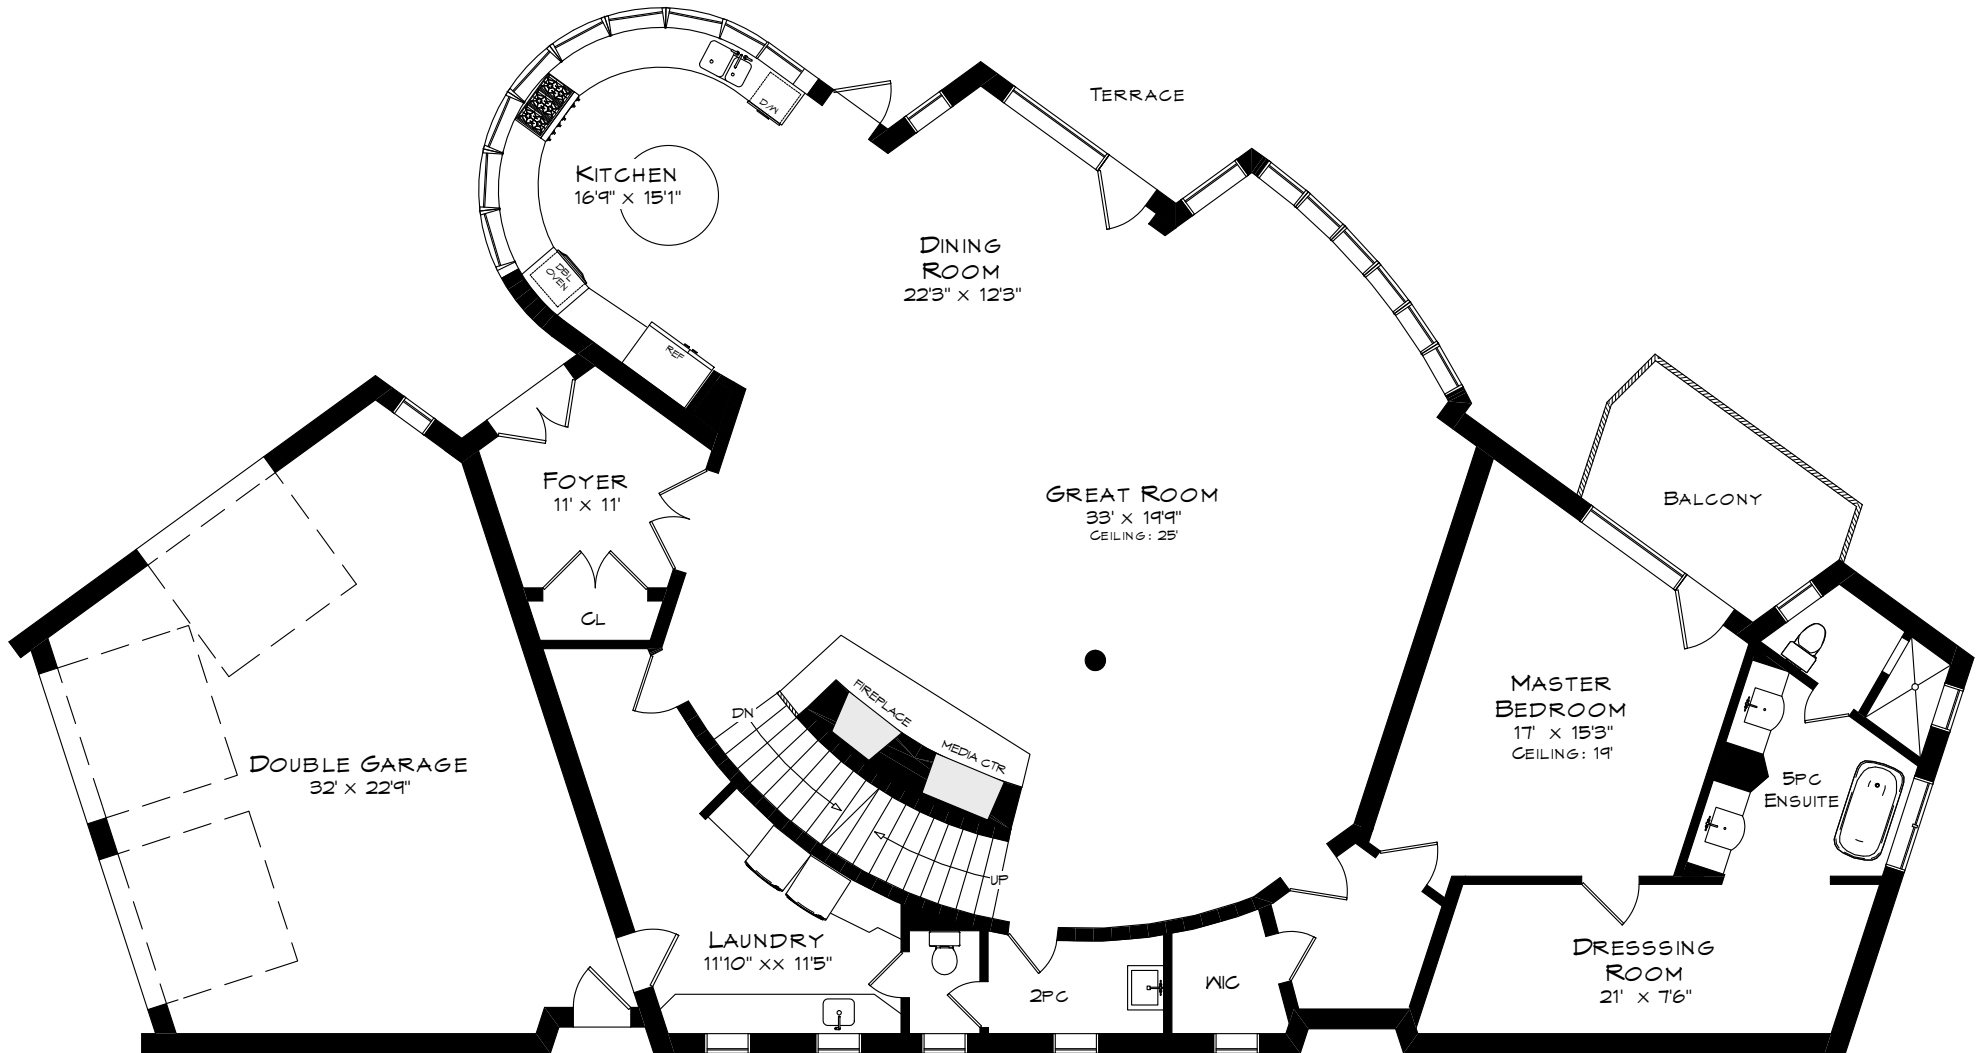 TERRACE
D/W
KITCHEN
16'9" X 15'1"
DINING
ROOM
22'3" X 12'3"
DBL
OVEN
REF
FOYER
11' X 11'
GREAT ROOM
33' X 19'9"
CEILING: 25'
BALCONY
CL
FIREPLACE
MEDIA CTR
DN
UP
MASTER
BEDROOM
17' X 15'3"
CEILING: 19'
DOUBLE GARAGE
32' X 22'9"
5PC
ENSUITE
LAUNDRY
11'10" XX 11'5"
2PC
WIC
DRESSSING
ROOM
21' X 7'6"